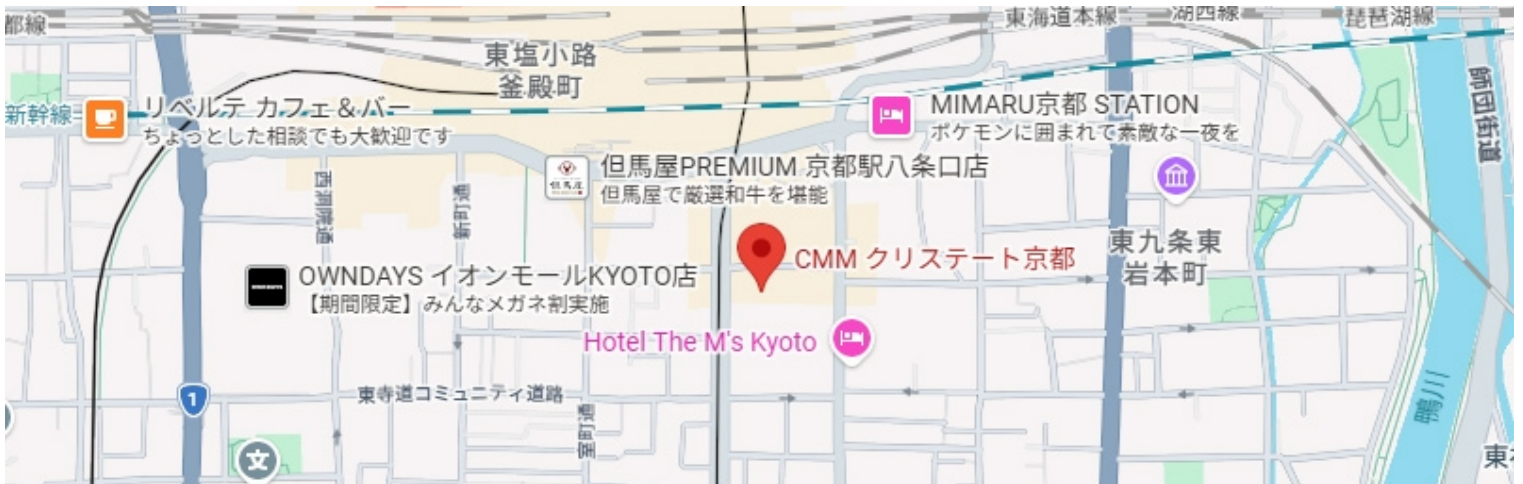 都線
東海道本線
湖西線
琵琶湖線
東塩小路
釜殿町
新幹線
リベルテ カフェ&バー
ちょっとした相談でも大歓迎です
MIMARU京都 STATION
ポケモンに囲まれて素敵な一夜を
師団街道
但馬屋
但馬屋PREMIUM 京都駅八条口店
但馬屋で厳選和牛を堪能
西洞院通
新町通
東九条東
岩本町
CMM クリステート京都
OWNDAYS
OWNDAYS イオンモールKYOTO店
【期間限定】みんなメガネ割実施
Hotel The M's Kyoto
1
東寺道コミュニティ道路
室町通
鴨川
文
東